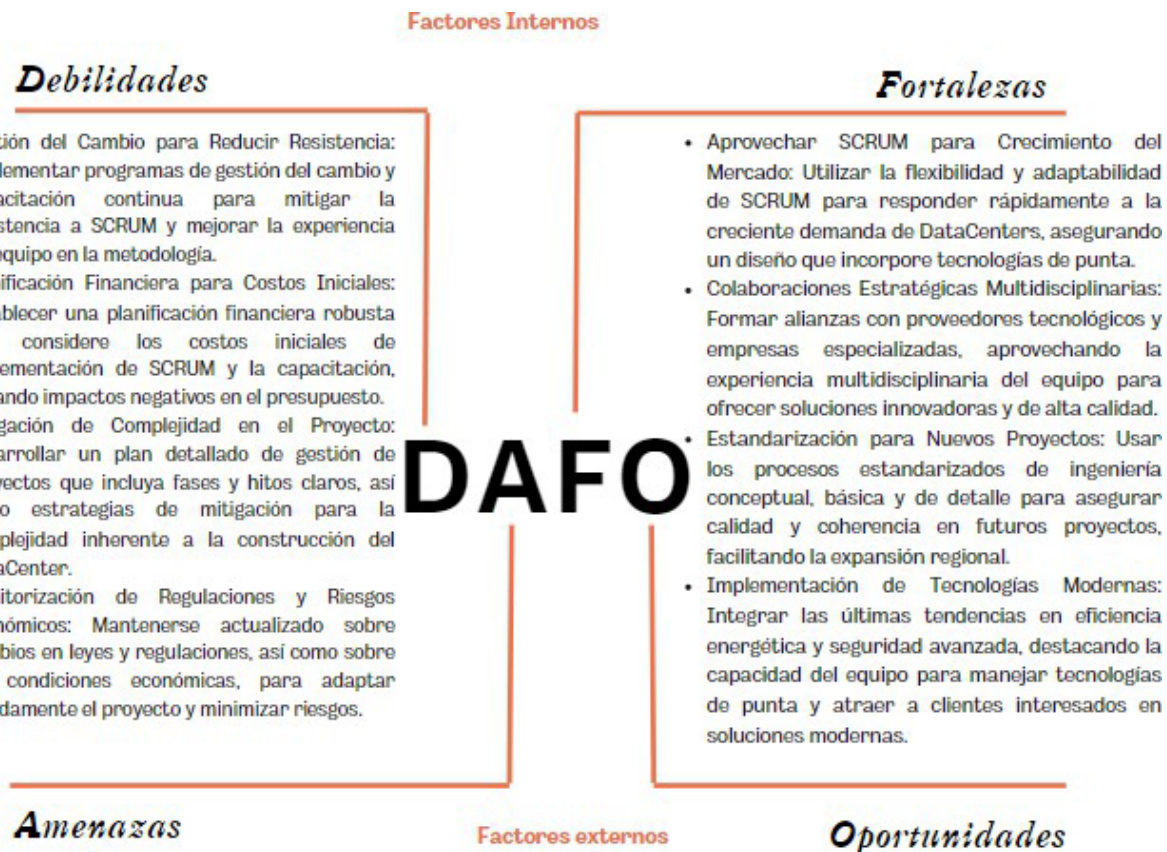 Factores Internos
Debilidades
tión del Cambio para Reducir Resistencia:
lementar programas de gestión del cambio y
acitación continua para mitigar la
stencia a SCRUM y mejorar la experiencia
equipo en la metodología.
ificación Financiera para Costos Iniciales:
blecer una planificación financiera robusta
considere los costos iniciales de
ementación de SCRUM y la capacitación,
ando impactos negativos en el presupuesto.
gación de Complejidad en el Proyecto:
arrollar un plan detallado de gestión de
yectos que incluya fases y hitos claros, así
o estrategias de mitigación para la
plejidad inherente a la construcción del
aCenter.
itorización de Regulaciones y Riesgos
nómicos: Mantenerse actualizado sobre
bios en leyes y regulaciones, así como sobre
condiciones económicas, para adaptar
damente el proyecto y minimizar riesgos.
Fortalezas
• Aprovechar SCRUM para Crecimiento del
Mercado: Utilizar la flexibilidad y adaptabilidad
de SCRUM para responder rápidamente a la
creciente demanda de DataCenters, asegurando
un diseño que incorpore tecnologías de punta.
• Colaboraciones Estratégicas Multidisciplinarias:
Formar alianzas con proveedores tecnológicos y
empresas especializadas, aprovechando la
experiencia multidisciplinaria del equipo para
ofrecer soluciones innovadoras y de alta calidad.
• Estandarización para Nuevos Proyectos: Usar
los procesos estandarizados de ingeniería
conceptual, básica y de detalle para asegurar
calidad y coherencia en futuros proyectos,
facilitando la expansión regional.
• Implementación de Tecnologías Modernas:
Integrar las últimas tendencias en eficiencia
energética y seguridad avanzada, destacando la
capacidad del equipo para manejar tecnologías
de punta y atraer a clientes interesados en
soluciones modernas.
DAFO
Amenazas
Factores externos
Oportunidades